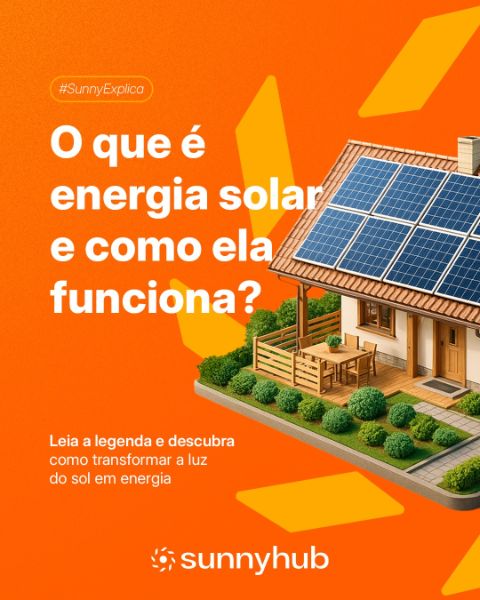 #SunnyExplica
O que é
energia solar
e como ela
funciona?
Leia a legenda e descubra
como transformar a luz
do sol em energia
sunnyhub